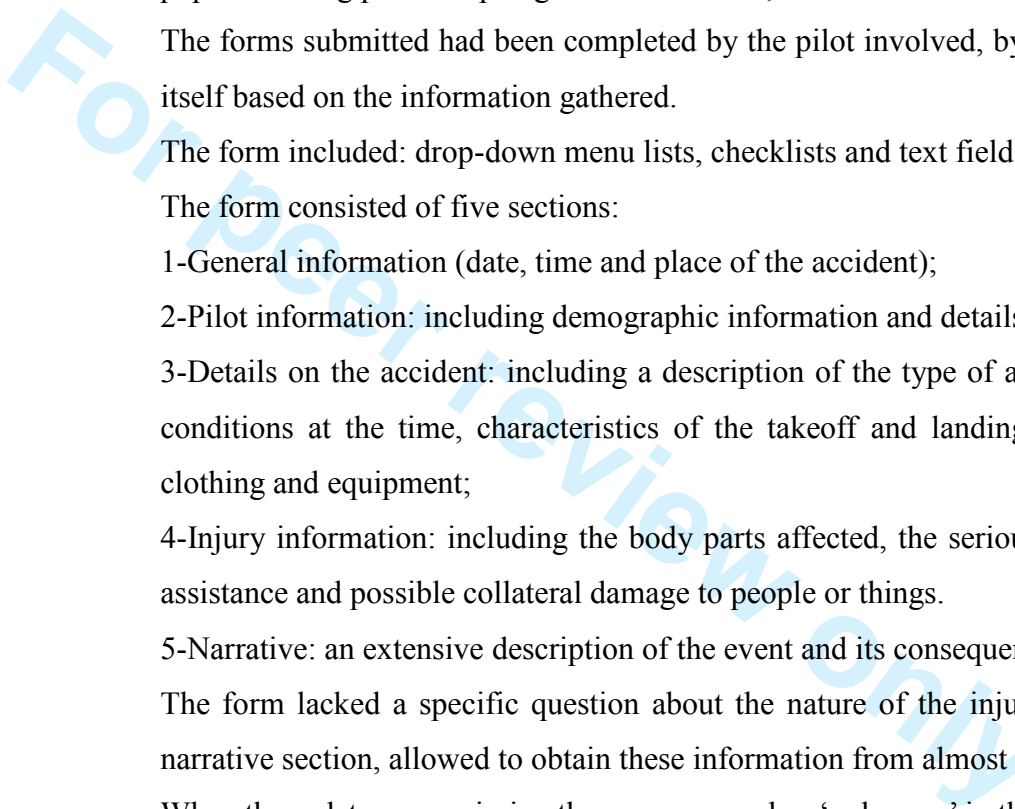 The forms submitted had been completed by the pilot involved, by
itself based on the information gathered.
The form included: drop-down menu lists, checklists and text field
The form consisted of five sections:
1-General information (date, time and place of the accident);
2-Pilot information: including demographic information and details
3-Details on the accident: including a description of the type of a
conditions at the time, characteristics of the takeoff and landing
clothing and equipment;
4-Injury information: including the body parts affected, the seriou
assistance and possible collateral damage to people or things.
5-Narrative: an extensive description of the event and its consequen
The form lacked a specific question about the nature of the inju
narrative section, allowed to obtain these information from almost
For peer review only